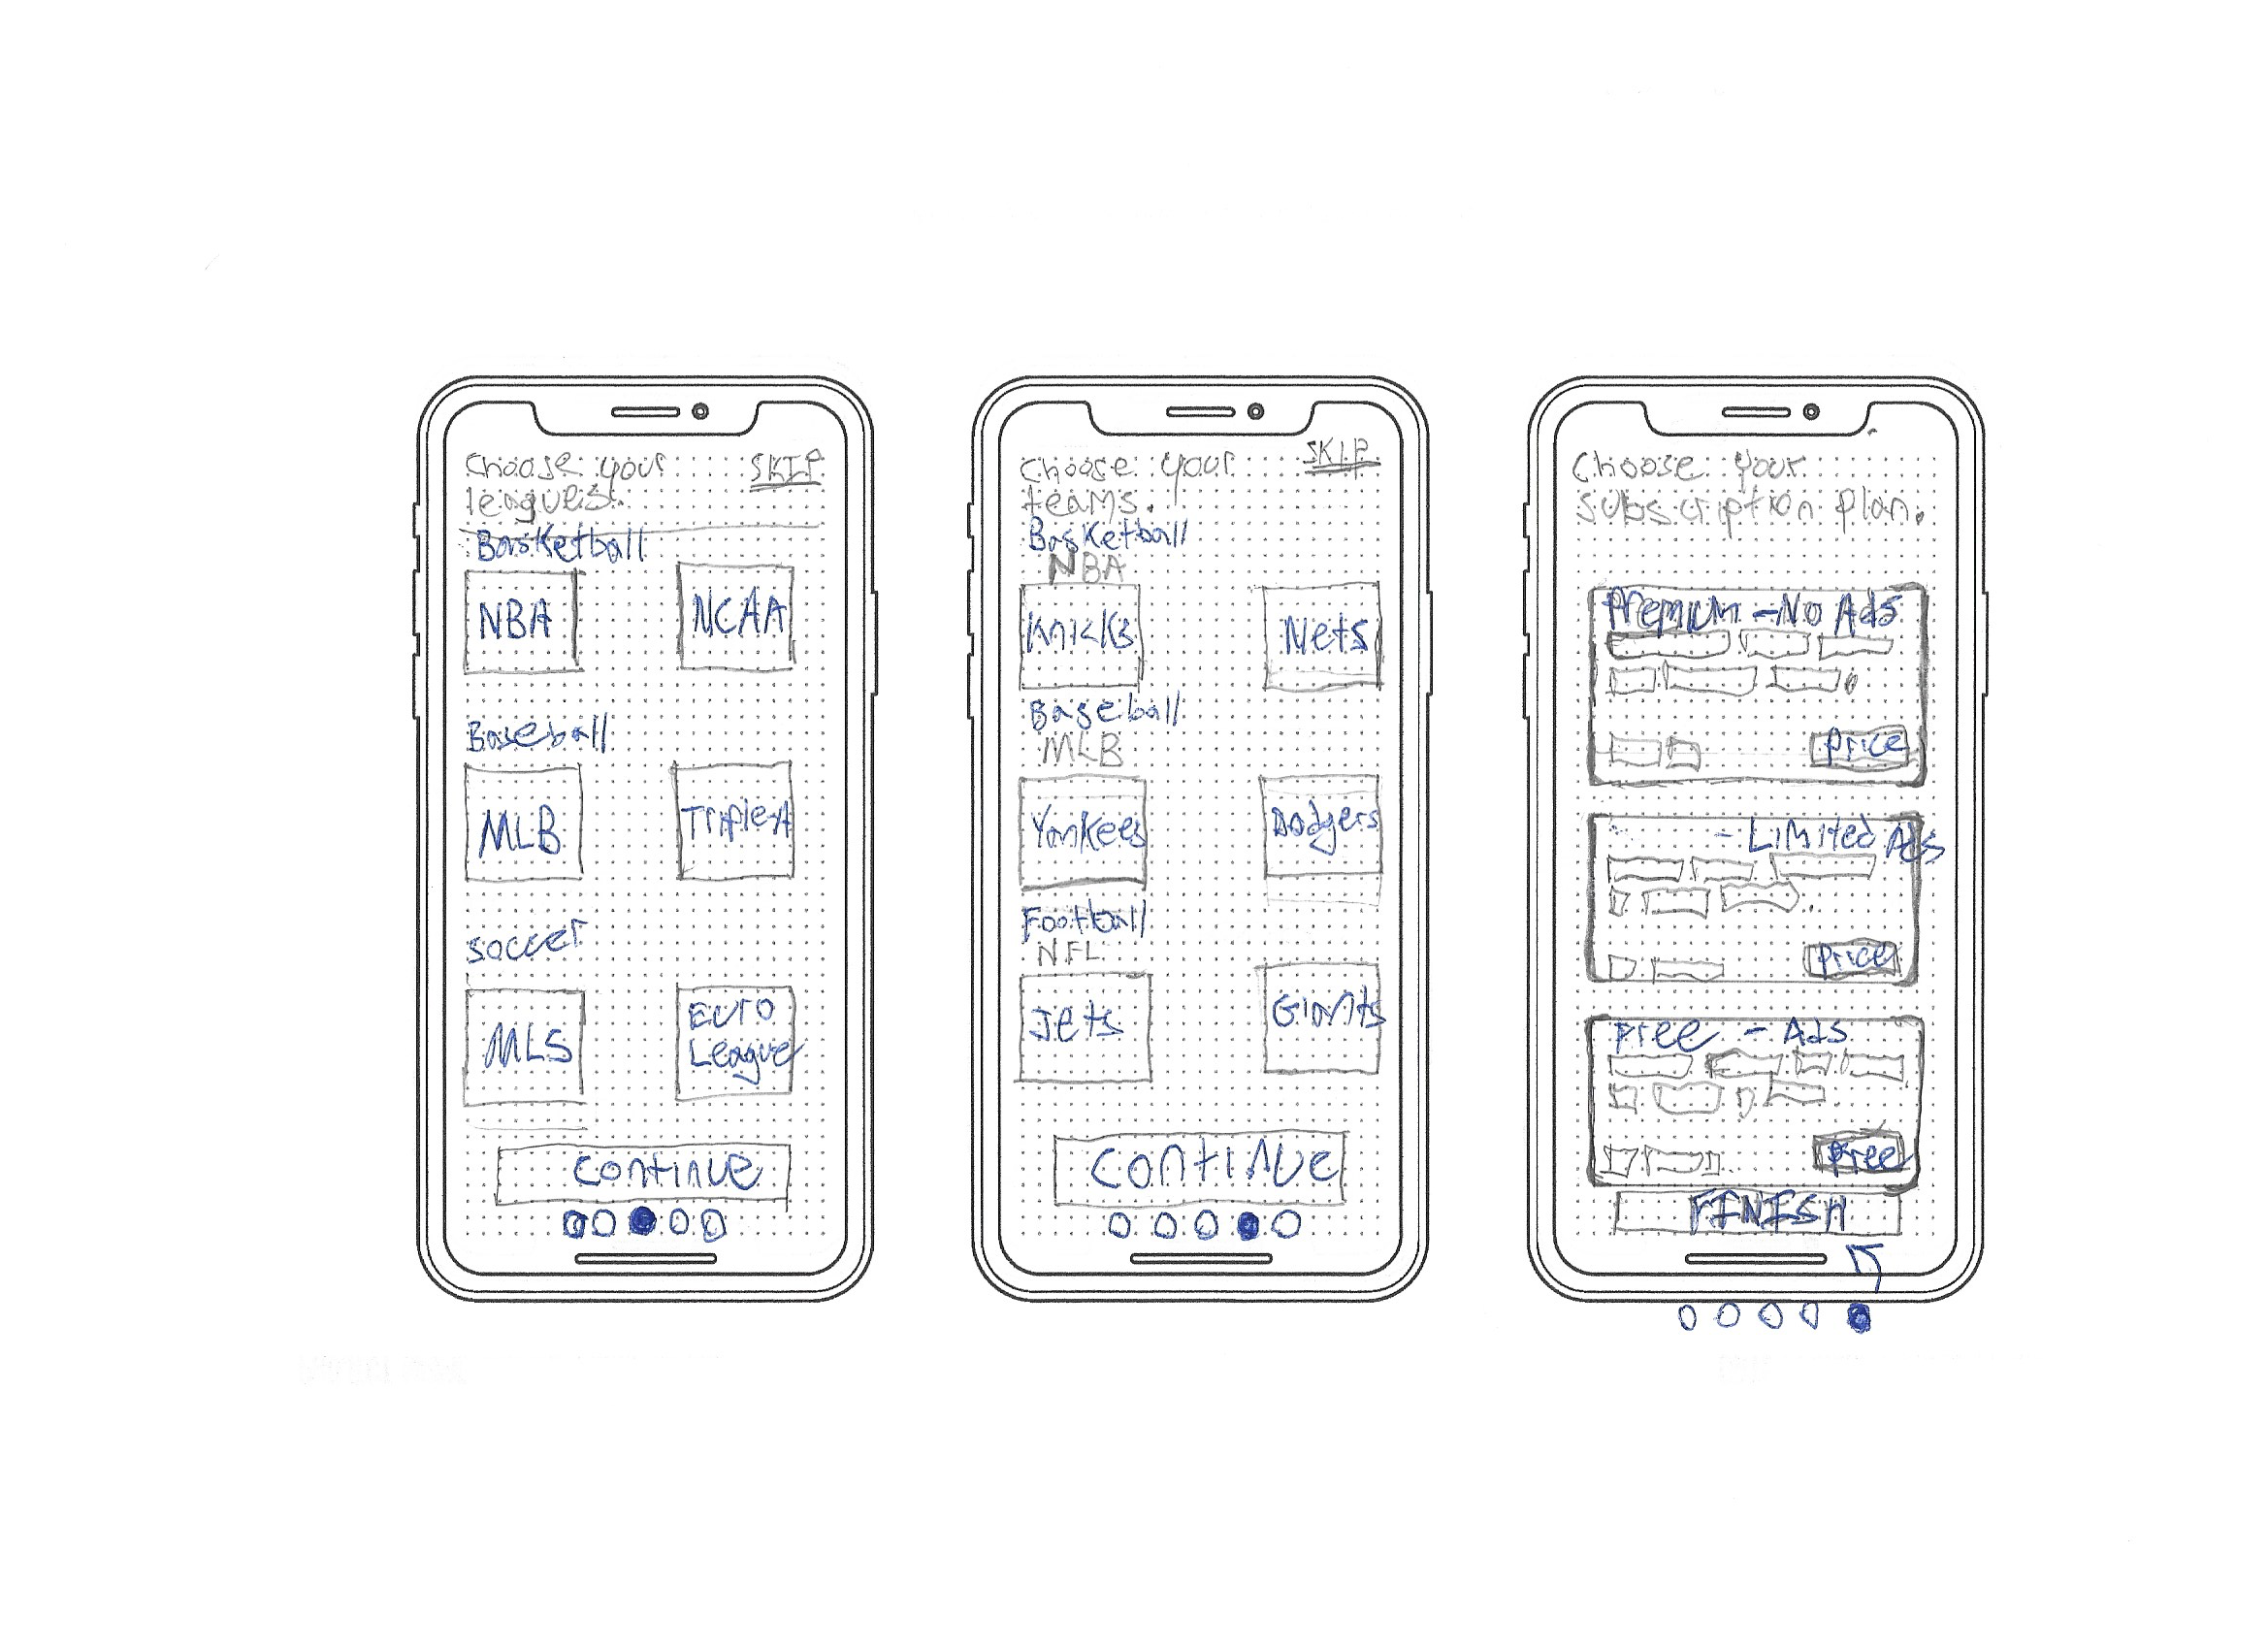 Choose your
leagues.
SKIP
Basketball
NBA
NCAA
Baseball
MLB
Triple-A
soccer
MLS
Euro
League
continue
Choose your
teams.
SKIP
Basketball
NBA
Knicks
Nets
Baseball
MLB
Yankees
Dodgers
Football
NFL
Jets
Giants
continue
Choose your
subscription plan.
Premium - No Ads
price
- Limited Ads
price
Free - Ads
Free
FINISH